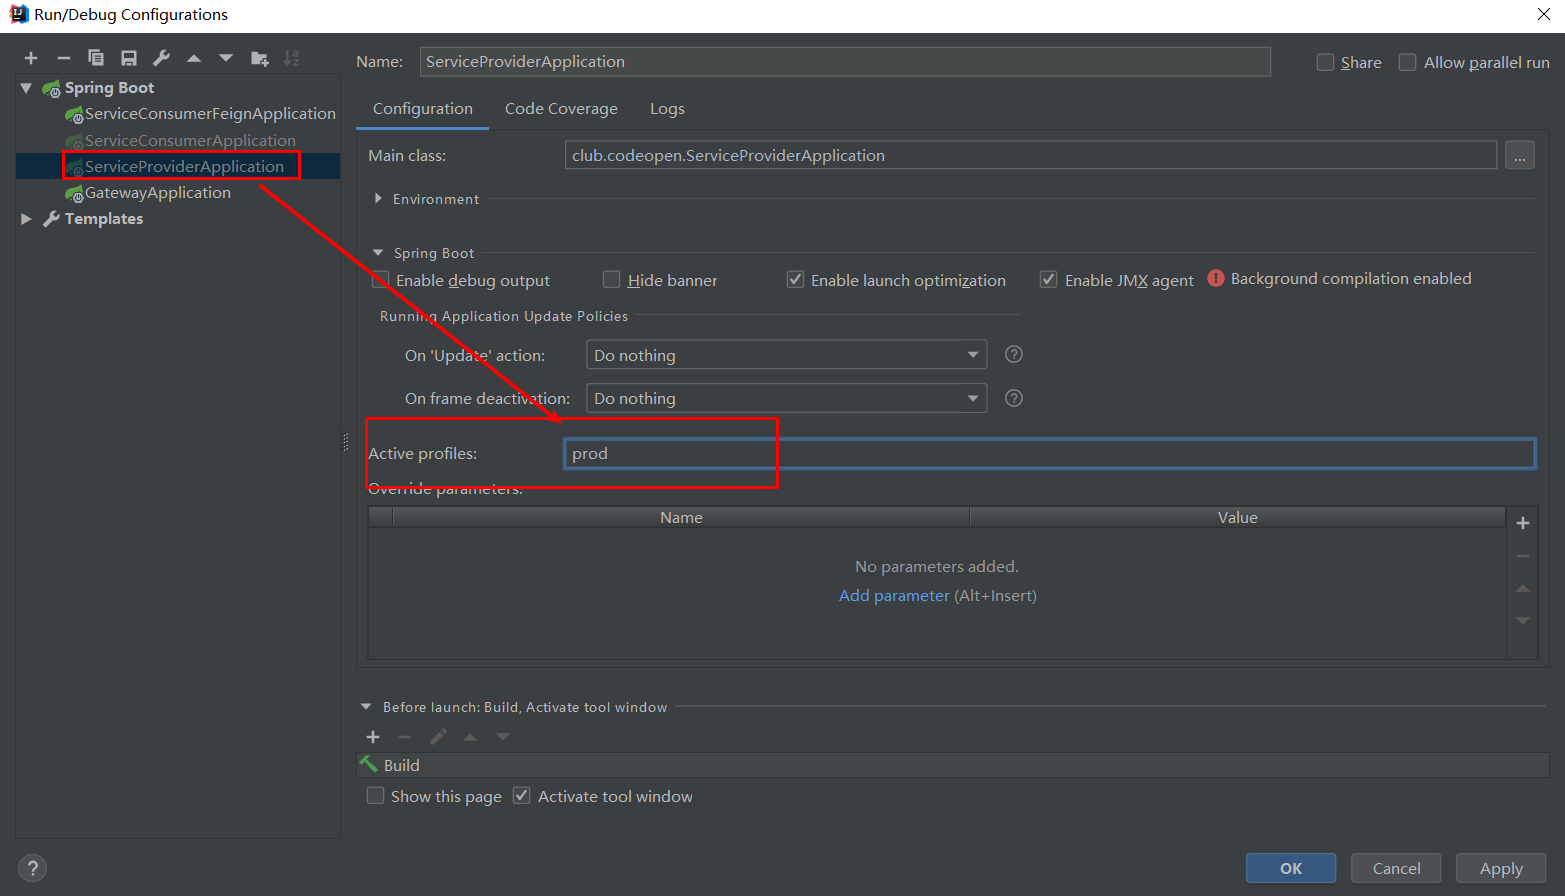 Run/Debug Configurations
Name: ServiceProviderApplication Share Allow parallel run
Spring Boot
ServiceConsumerFeignApplication
ServiceConsumerApplication
ServiceProviderApplication
GatewayApplication
Templates
Configuration Code Coverage Logs
Main class: club.codeopen.ServiceProviderApplication ...
Environment
Spring Boot
Enable debug output Hide banner Enable launch optimization Enable JMX agent Background compilation enabled
Running Application Update Policies
On 'Update' action: Do nothing
On frame deactivation: Do nothing
Active profiles: prod
Override parameters:
Name Value
No parameters added.
Add parameter (Alt+Insert)
Before launch: Build, Activate tool window
Build
Show this page Activate tool window
OK Cancel Apply